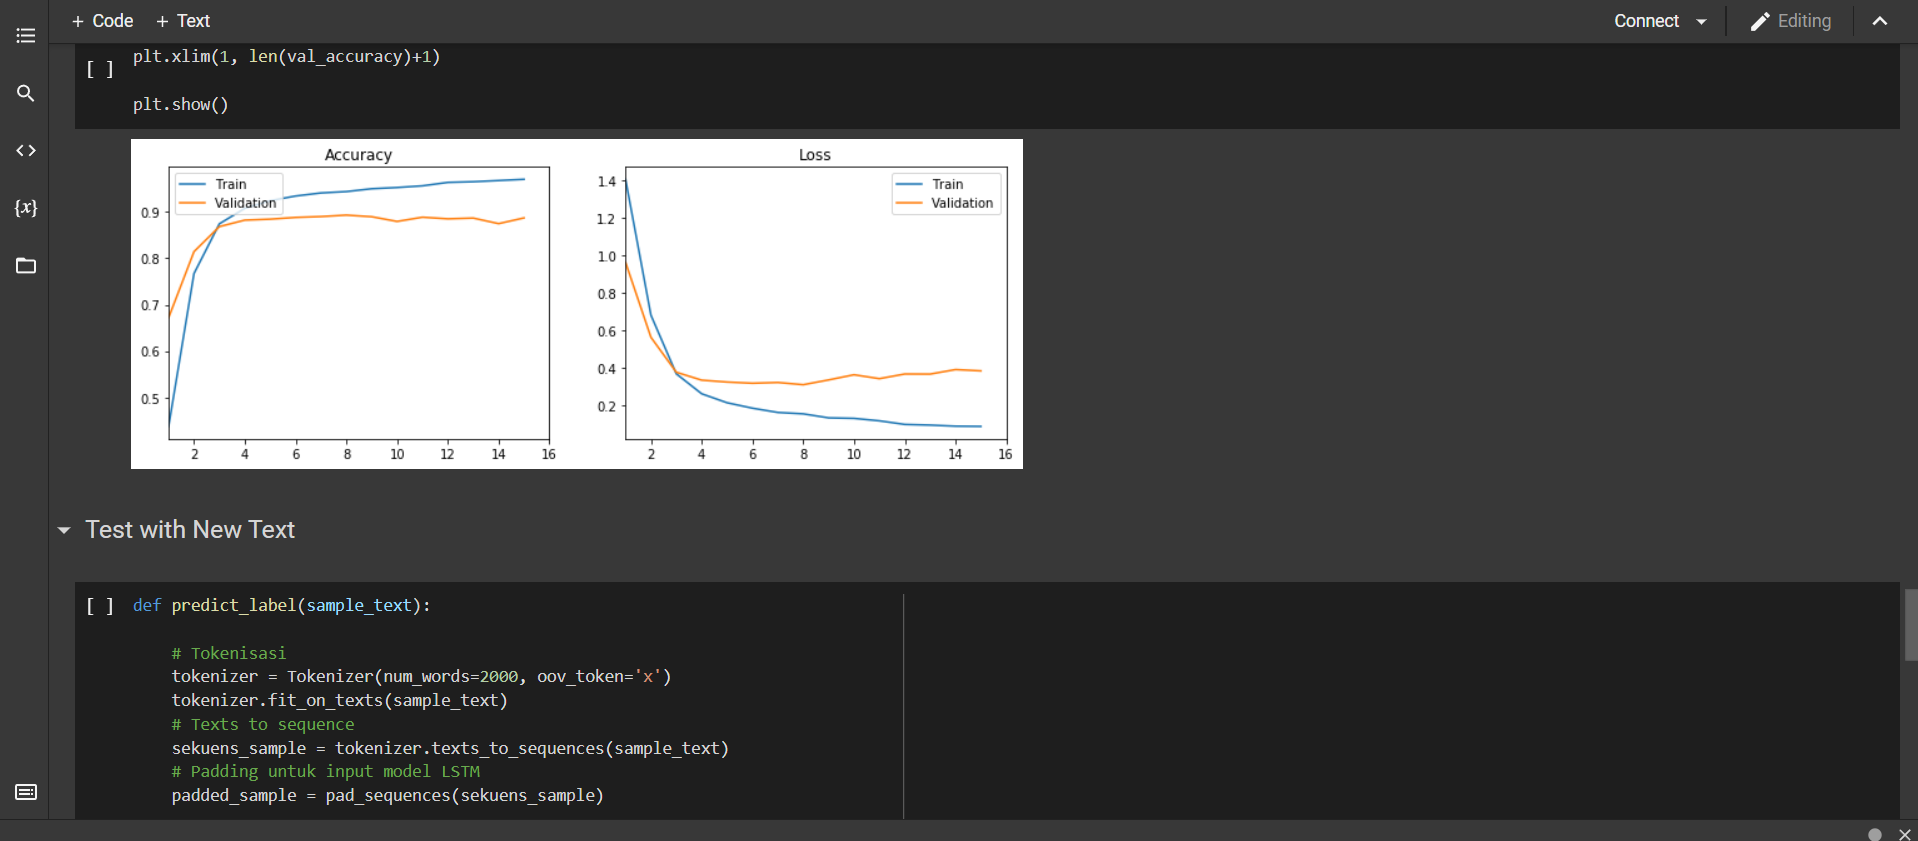 + Code + Text Connect Editing
plt.xlim(1, len(val_accuracy)+1)
[ ]
plt.show()
Accuracy
Train
Validation
0.9
0.8
0.7
0.6
0.5
2 4 6 8 10 12 14 16
Loss
Train
Validation
1.4
1.2
1.0
0.8
0.6
0.4
0.2
2 4 6 8 10 12 14 16
Test with New Text
[ ] def predict_label(sample_text):
# Tokenisasi
tokenizer = Tokenizer(num_words=2000, oov_token='x')
tokenizer.fit_on_texts(sample_text)
# Texts to sequence
sekuens_sample = tokenizer.texts_to_sequences(sample_text)
# Padding untuk input model LSTM
padded_sample = pad_sequences(sekuens_sample)
{x}